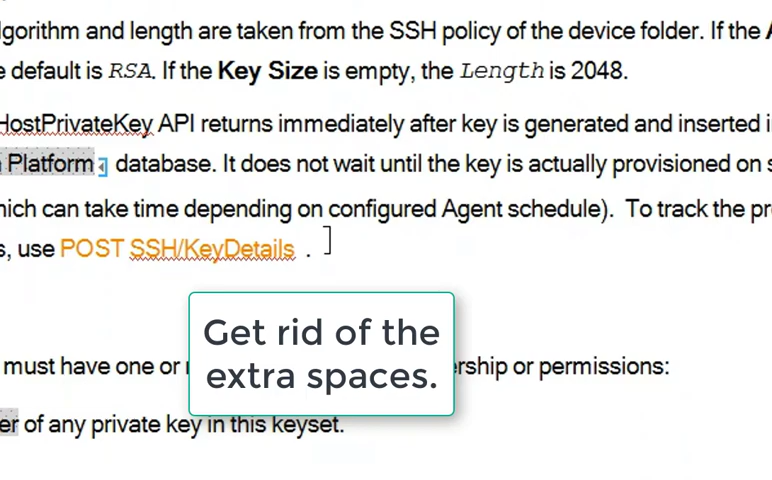 lgorithm and length are taken from the SSH policy of the device folder. If the A
e default is RSA. If the Key Size is empty, the Length is 2048.
HostPrivateKey API returns immediately after key is generated and inserted i
Platform database. It does not wait until the key is actually provisioned on s
hich can take time depending on configured Agent schedule).  To track the pr
s, use POST SSH/KeyDetails .
Get rid of the
extra spaces.
must have one or ership or permissions:
er of any private key in this keyset.